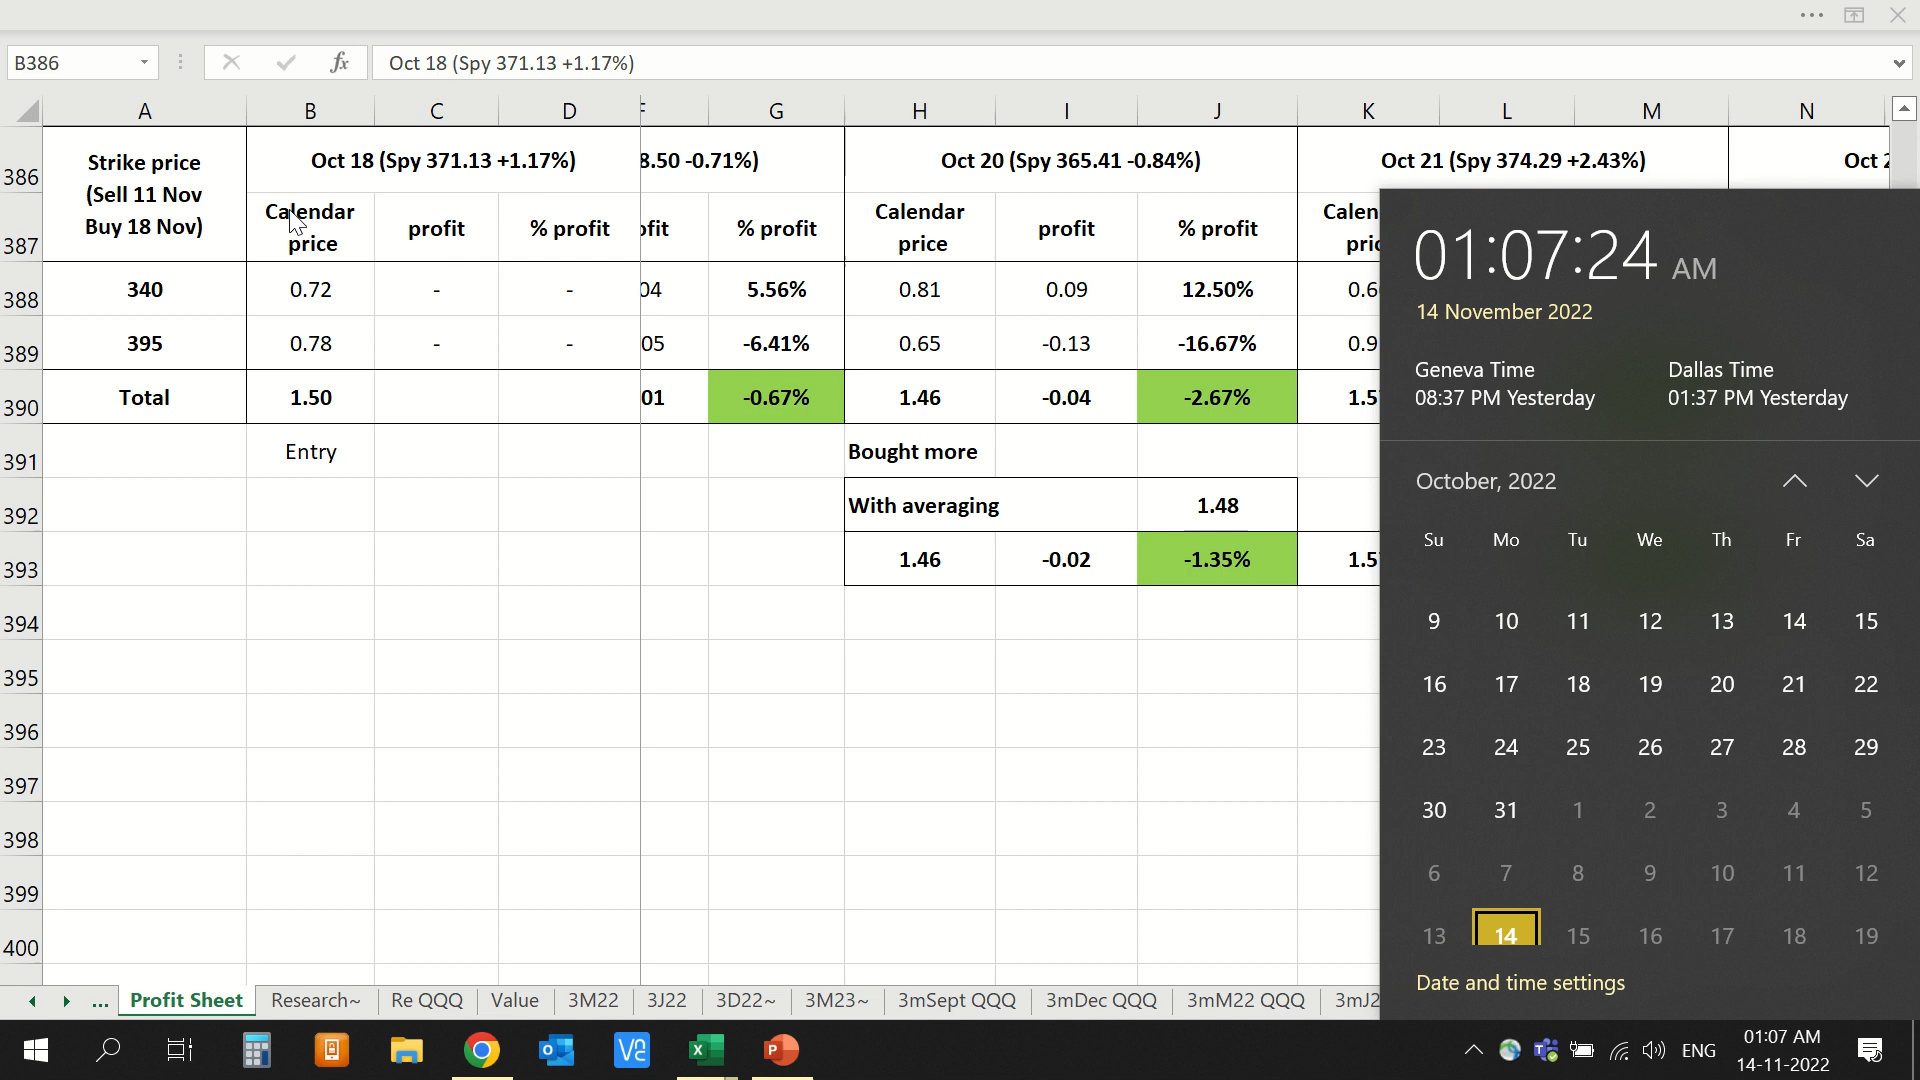 B386
fx
Oct 18 (Spy 371.13 +1.17%)
A B C D F G H I J K L M N
386 Strike price (Sell 11 Nov Buy 18 Nov) Oct 18 (Spy 371.13 +1.17%) 8.50 -0.71%) Oct 20 (Spy 365.41 -0.84%) Oct 21 (Spy 374.29 +2.43%) Oct 2
387 Calendar price profit % profit ofit % profit Calendar price profit % profit Calen pric
388 340 0.72 - - 04 5.56% 0.81 0.09 12.50% 0.6
389 395 0.78 - - 05 -6.41% 0.65 -0.13 -16.67% 0.9
390 Total 1.50 01 -0.67% 1.46 -0.04 -2.67% 1.5
391 Entry Bought more
392 With averaging 1.48
393 1.46 -0.02 -1.35% 1.5
394
395
396
397
398
399
400
01:07:24 AM
14 November 2022
Geneva Time Dallas Time
08:37 PM Yesterday 01:37 PM Yesterday
October, 2022
Su Mo Tu We Th Fr Sa
9 10 11 12 13 14 15
16 17 18 19 20 21 22
23 24 25 26 27 28 29
30 31 1 2 3 4 5
6 7 8 9 10 11 12
13 14 15 16 17 18 19
Date and time settings
... Profit Sheet Research~ Re QQQ Value 3M22 3J22 3D22~ 3M23~ 3mSept QQQ 3mDec QQQ 3mM22 QQQ 3mJ2
ENG 01:07 AM
14-11-2022